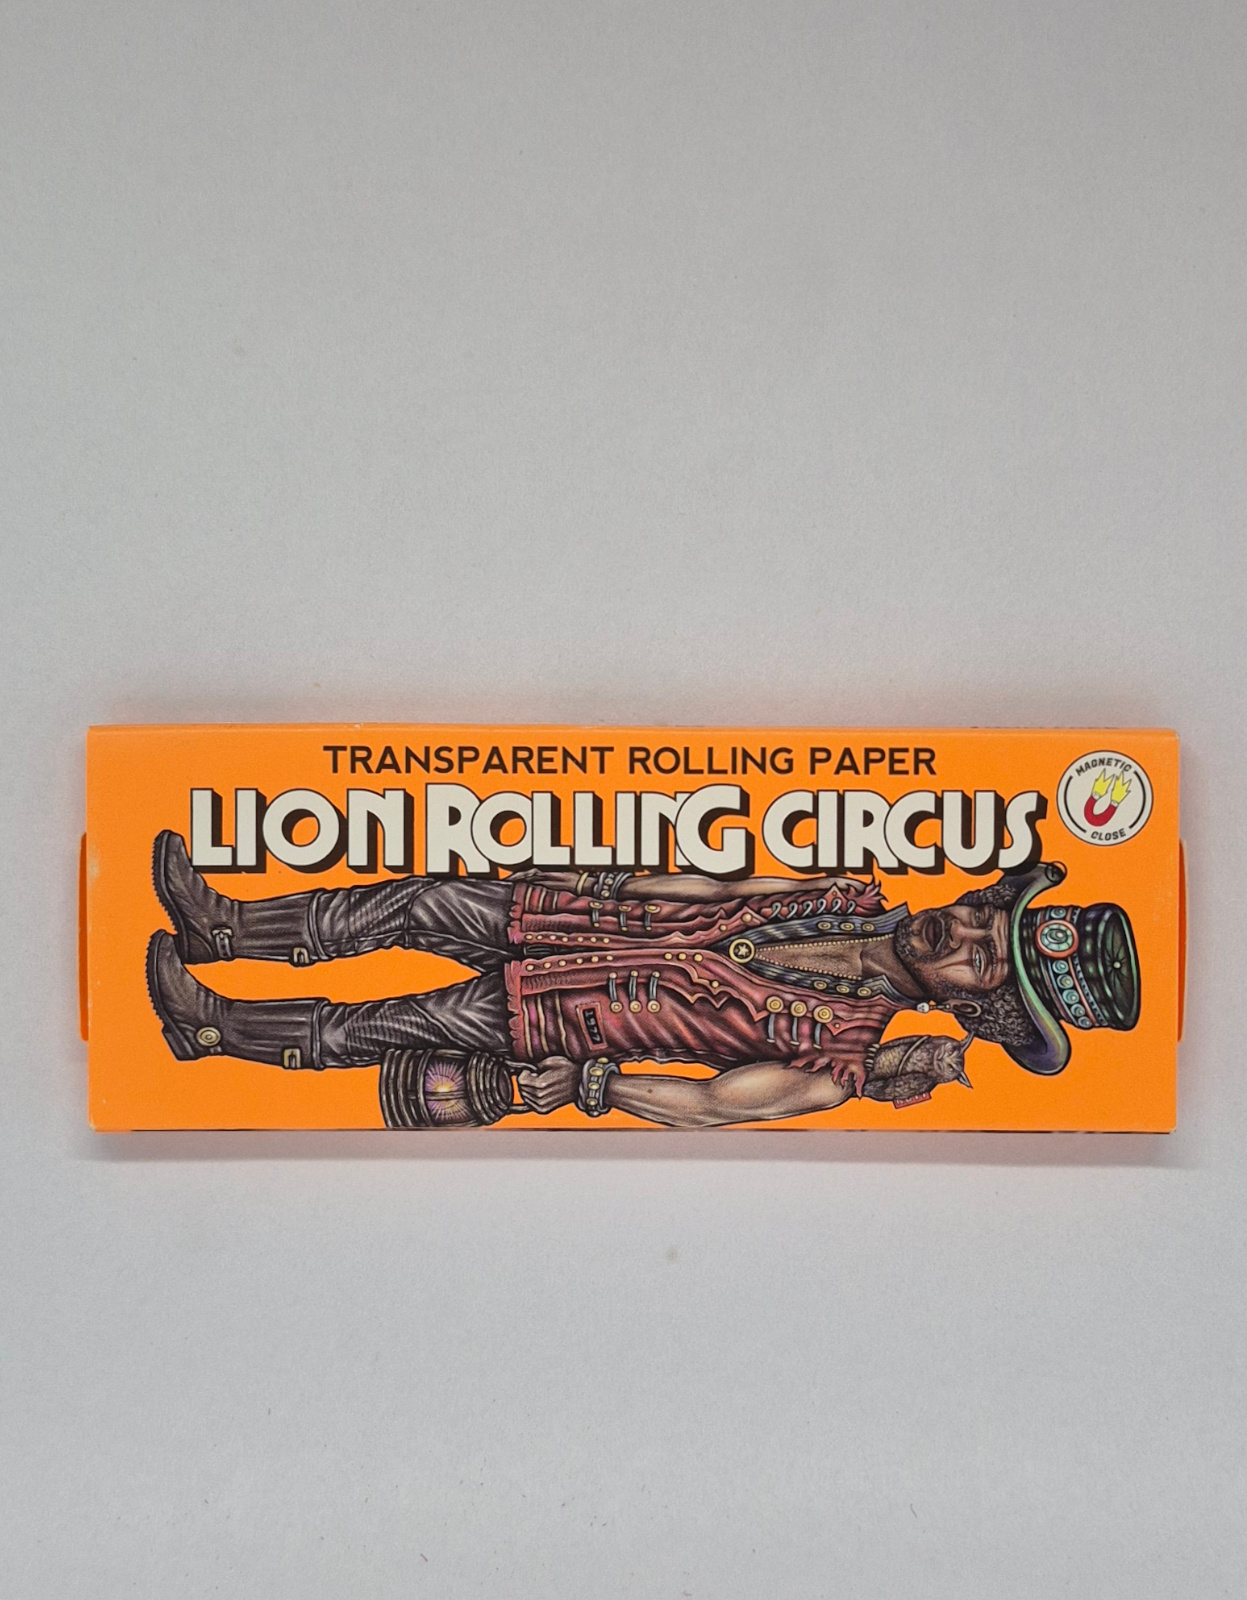 TRANSPARENT ROLLING PAPER
LION ROLLING CIRCUS
MAGNETIC
CLOSE